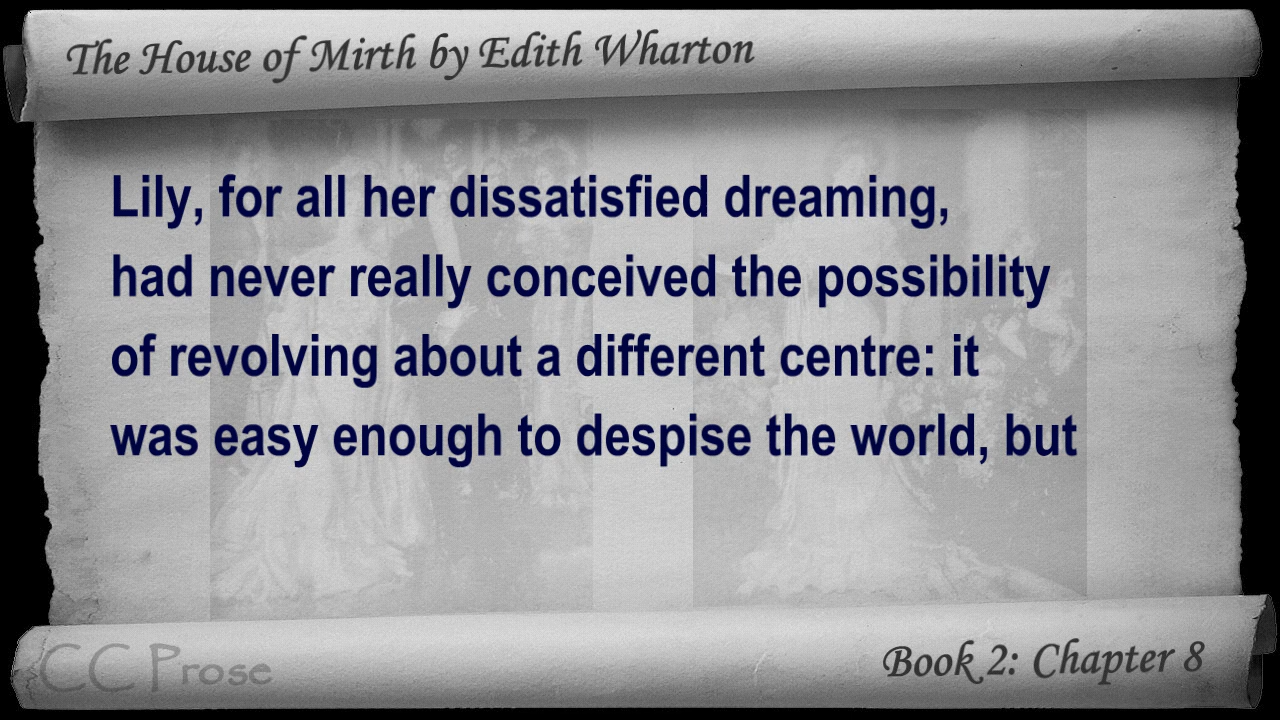 The House of Mirth by Edith Wharton
Lily, for all her dissatisfied dreaming,
had never really conceived the possibility
of revolving about a different centre: it
was easy enough to despise the world, but
CC Prose
Book 2: Chapter 8